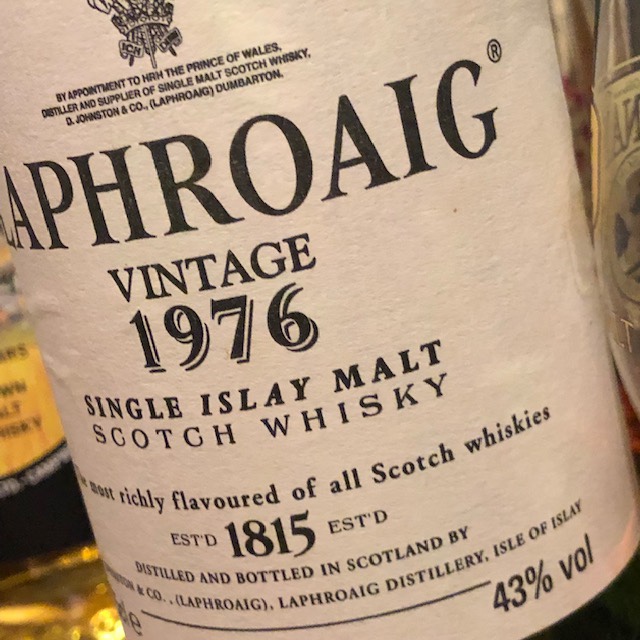 BY APPOINTMENT TO HRH THE PRINCE OF WALES,
DISTILLER AND SUPPLIER OF SINGLE MALT SCOTCH WHISKY,
D. JOHNSTON & CO., (LAPHROAIG) DUMBARTON.
LAPHROAIG®
VINTAGE
1976
SINGLE ISLAY MALT
SCOTCH WHISKY
most richly flavoured of all Scotch whiskies
EST'D 1815 EST'D
DISTILLED AND BOTTLED IN SCOTLAND BY
& CO., (LAPHROAIG), LAPHROAIG DISTILLERY, ISLE OF ISLAY
43% vol